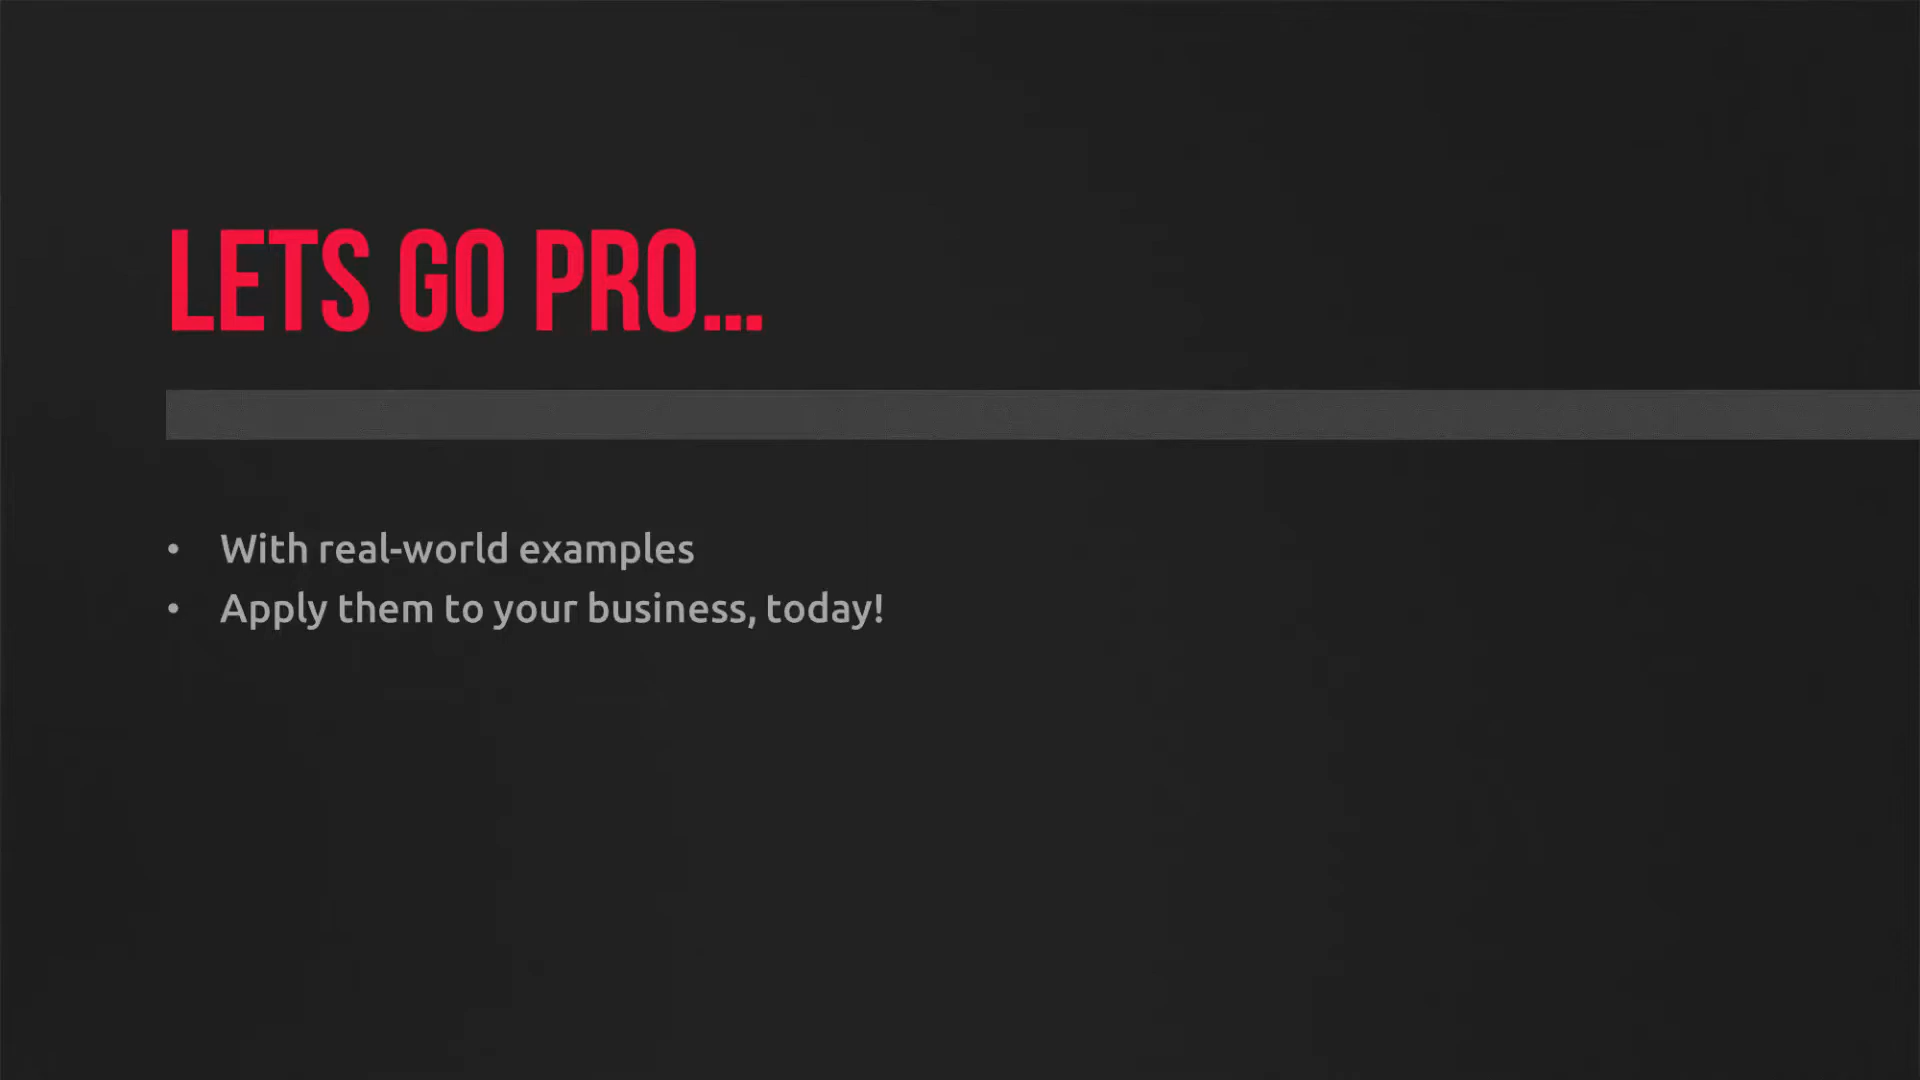 LETS GO PRO...
• With real-world examples
• Apply them to your business, today!